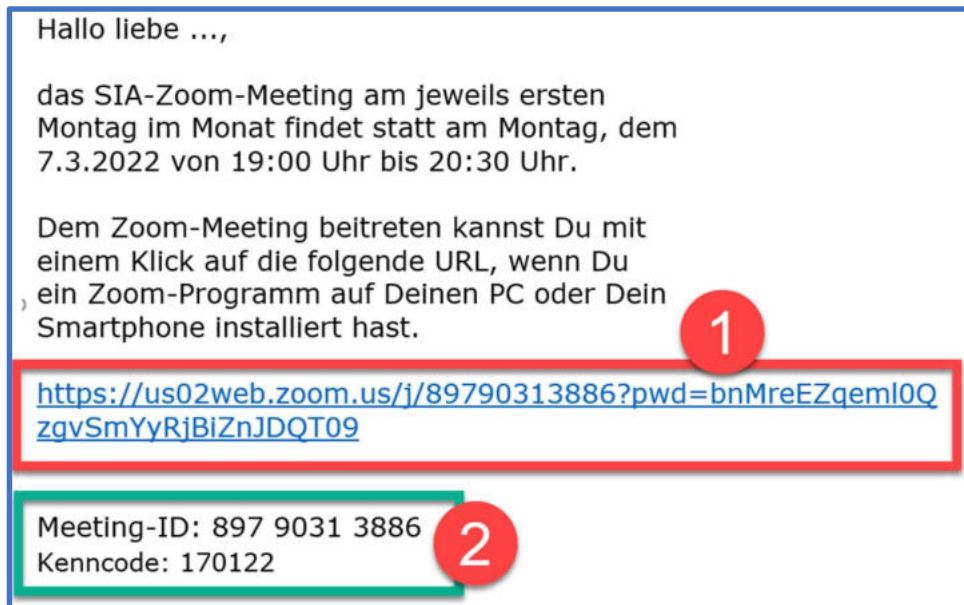 Hallo liebe ...,
das SIA-Zoom-Meeting am jeweils ersten
Montag im Monat findet statt am Montag, dem
7.3.2022 von 19:00 Uhr bis 20:30 Uhr.
Dem Zoom-Meeting beitreten kannst Du mit
einem Klick auf die folgende URL, wenn Du
ein Zoom-Programm auf Deinen PC oder Dein
Smartphone installiert hast.
1
https://us02web.zoom.us/j/89790313886?pwd=bnMreEZqeml0Q
zgvSmYyRjBiZnJDQT09
Meeting-ID: 897 9031 3886
2
Kenncode: 170122